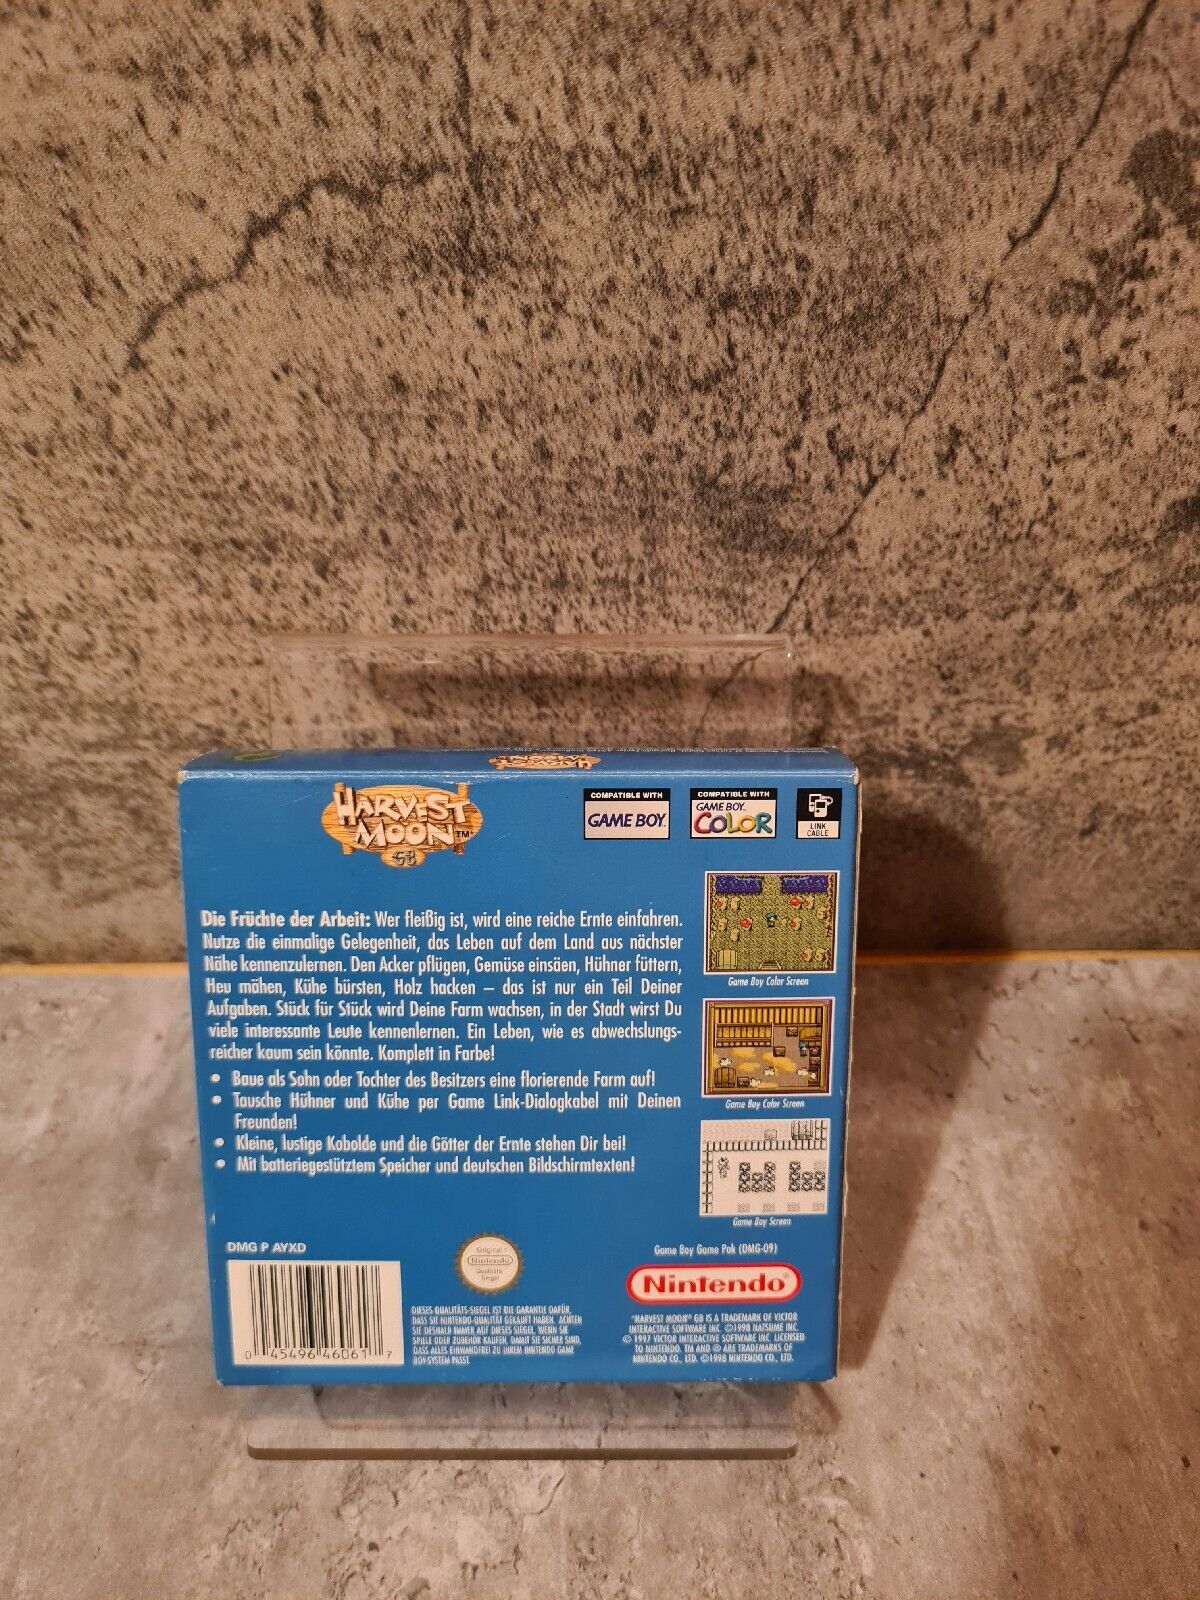 HARVEST
MOON™
GB
COMPATIBLE WITH
GAME BOY
COMPATIBLE WITH
GAME BOY
COLOR
LINK
CABLE
Die Früchte der Arbeit: Wer fleißig ist, wird eine reiche Ernte einfahren.
Nutze die einmalige Gelegenheit, das Leben auf dem Land aus nächster
Nähe kennenzulernen. Den Acker pflügen, Gemüse einsäen, Hühner füttern,
Heu mähen, Kühe bürsten, Holz hacken – das ist nur ein Teil Deiner
Aufgaben. Stück für Stück wird Deine Farm wachsen, in der Stadt wirst Du
viele interessante Leute kennenlernen. Ein Leben, wie es abwechslungs-
reicher kaum sein könnte. Komplett in Farbe!
• Baue als Sohn oder Tochter des Besitzers eine florierende Farm auf!
• Tausche Hühner und Kühe per Game Link-Dialogkabel mit Deinen
Freunden!
• Kleine, lustige Kobolde und die Götter der Ernte stehen Dir bei!
• Mit batteriegestütztem Speicher und deutschen Bildschirmtexten!
Game Boy Color Screen
Game Boy Color Screen
Game Boy Screen
DMG P AYXD
0 45496 46061 7
Original
Nintendo
Qualitäts-
Siegel
DIESES QUALITÄTS-SIEGEL IST DIE GARANTIE DAFÜR,
DASS SIE NINTENDO-QUALITÄT GEKAUFT HABEN. ACHTEN
SIE DESHALB IMMER AUF DIESES SIEGEL, WENN SIE
SPIELE ODER ZUBEHÖR KAUFEN, DAMIT SIE SICHER SIND,
DASS ALLES EINWANDFREI ZU IHREM NINTENDO GAME
BOY-SYSTEM PASST.
Game Boy Game Pak (DMG-09)
Nintendo®
"HARVEST MOON" GB IS A TRADEMARK OF VICTOR
INTERACTIVE SOFTWARE INC. ©1998 NATSUME INC.
© 1997 VICTOR INTERACTIVE SOFTWARE INC. LICENSED
TO NINTENDO. TM AND ® ARE TRADEMARKS OF
NINTENDO CO., LTD. ©1998 NINTENDO CO., LTD.